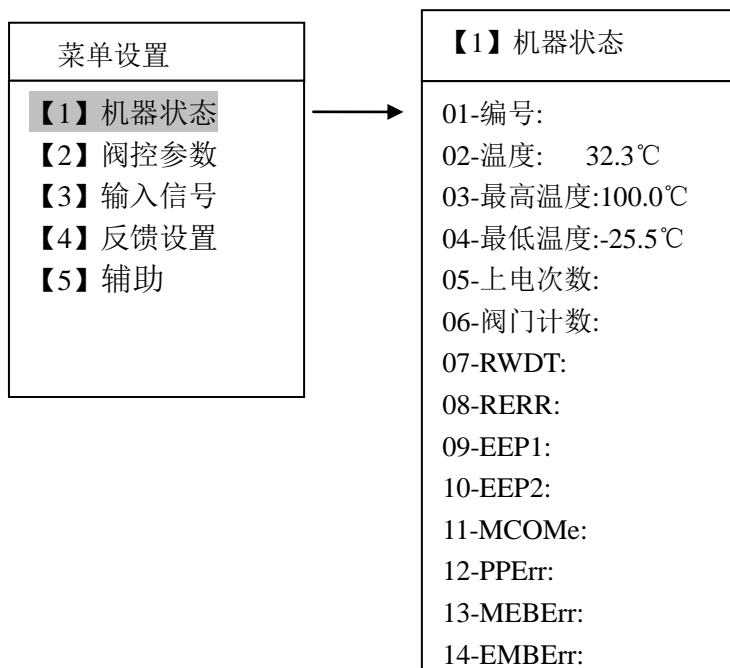 菜单设置
【1】机器状态
【2】阀控参数
【3】输入信号
【4】反馈设置
【5】辅助
【1】机器状态
01-编号:
02-温度: 32.3℃
03-最高温度:100.0℃
04-最低温度:-25.5℃
05-上电次数:
06-阀门计数:
07-RWDT:
08-RERR:
09-EEP1:
10-EEP2:
11-MCOMe:
12-PPErr:
13-MEBErr:
14-EMBErr: